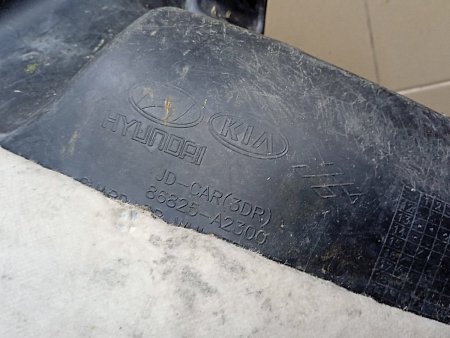 HYUNDAI
KIA
JD-CAR(3DR)
86825-A2300